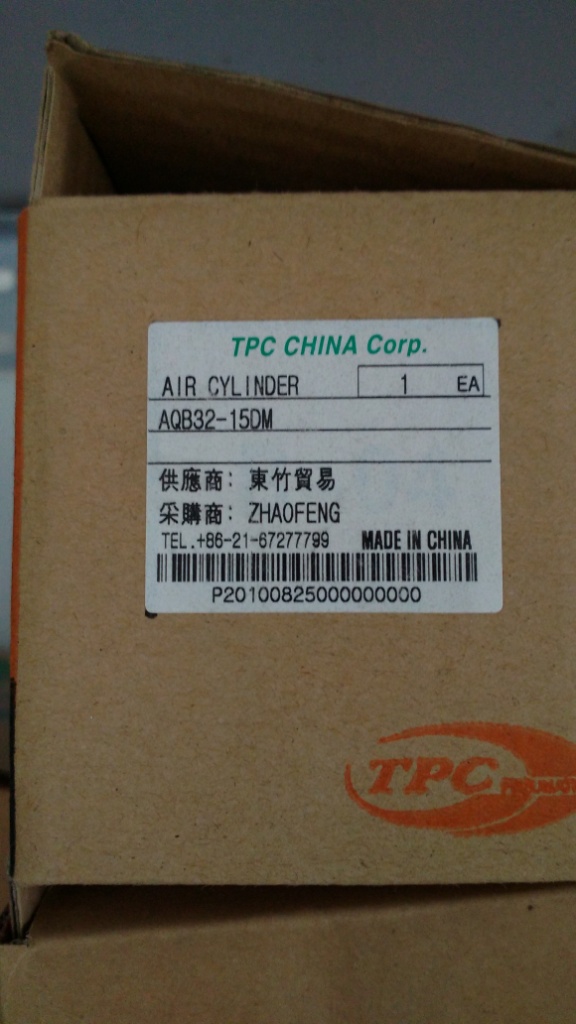 TPC CHINA Corp.
AIR CYLINDER 1 EA
AQB32-15DM
供應商: 東竹貿易
采購商: ZHAOFENG
TEL.+86-21-67277799 MADE IN CHINA
P20100825000000000
TPC